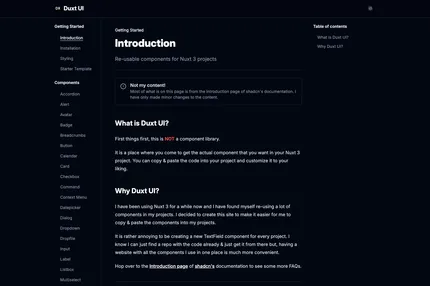 Duxt UI
Getting Started
Introduction
Installation
Styling
Starter Template
Components
Accordion
Alert
Avatar
Badge
Breadcrumbs
Button
Calendar
Card
Checkbox
Command
Context Menu
Datepicker
Dialog
Dropdown
Dropfile
Input
Label
Listbox
Multiselect
Getting Started
Introduction
Re-usable components for Nuxt 3 projects
Not my content!
Most of what is on this page is from the Introduction page of shadcn's documentation. I
have only made minor changes to the content.
What is Duxt UI?
First things first, this is NOT a component library.
It is a place where you come to get the actual component that you want in your Nuxt 3
project. You can copy & paste the code into your project and customize it to your
liking.
Why Duxt UI?
I have been using Nuxt 3 for a while now and I have found myself re-using a lot of
components in my projects. I decided to create this site to make it easier for me to
copy & paste the components into my projects.
It is rather annoying to be creating a new TextField component for every project. I
know I can just find a repo with the code already & just get it from there but, having a
website with all the components I use in one place is much more convenient.
Hop over to the Introduction page of shadcn's documentation to see some more FAQs.
Table of contents
What is Duxt UI?
Why Duxt UI?